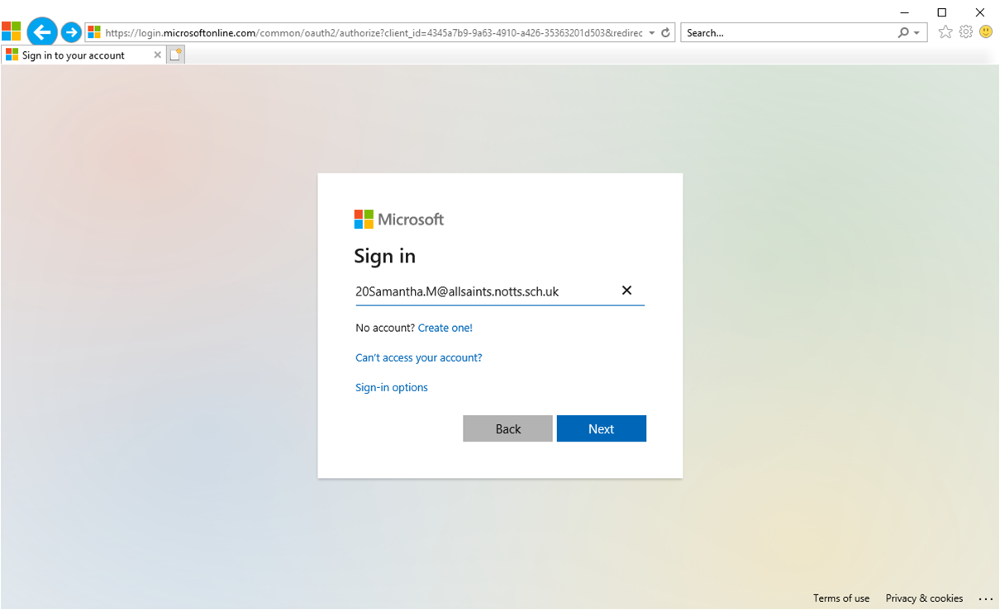 https://login.microsoftonline.com/common/oauth2/authorize?client_id=4345a7b9-9a63-4910-a426-35363201d503&redirec
Search...
Sign in to your account
Microsoft
Sign in
20Samantha.M@allsaints.notts.sch.uk
No account? Create one!
Can't access your account?
Sign-in options
Back
Next
Terms of use
Privacy & cookies